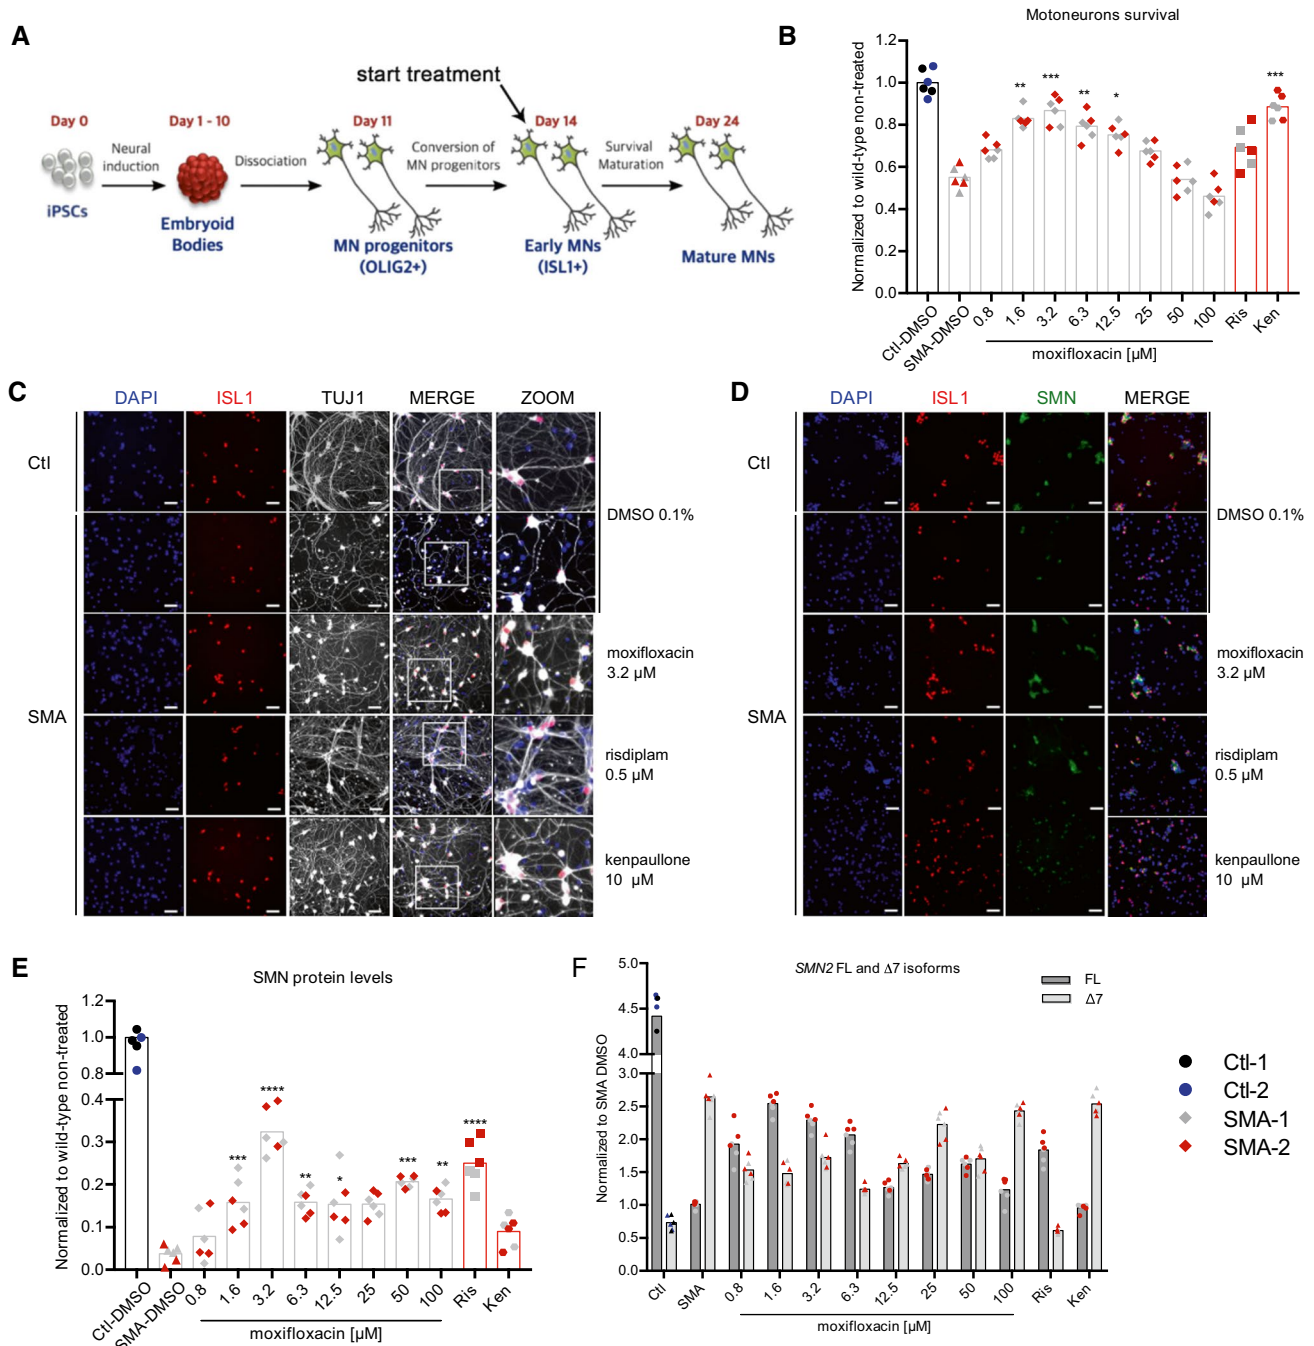 A
start treatment
Day 0
Day 1 - 10
Day 11
Day 14
Day 24
Neural
induction
Dissociation
Conversion of
MN progenitors
Survival
Maturation
iPSCs
Embryoid
Bodies
MN progenitors
(OLIG2+)
Early MNs
(ISL1+)
Mature MNs
B
Motoneurons survival
Normalized to wild-type non-treated
1.2
1.0
0.8
0.6
0.4
0.2
0.0
**
***
**
*
***
Ctl-DMSO
SMA-DMSO
0.8
1.6
3.2
6.3
12.5
25
50
100
Ris
Ken
moxifloxacin [µM]
C
DAPI
ISL1
TUJ1
MERGE
ZOOM
Ctl
SMA
DMSO 0.1%
moxifloxacin
3.2 µM
risdiplam
0.5 µM
kenpaullone
10 µM
D
DAPI
ISL1
SMN
MERGE
Ctl
SMA
DMSO 0.1%
moxifloxacin
3.2 µM
risdiplam
0.5 µM
kenpaullone
10 µM
E
SMN protein levels
Normalized to wild-type non-treated
1.2
1.0
0.8
0.4
0.3
0.2
0.1
0.0
***
****
**
*
***
**
****
Ctl-DMSO
SMA-DMSO
0.8
1.6
3.2
6.3
12.5
25
50
100
Ris
Ken
moxifloxacin [µM]
F
SMN2 FL and Δ7 isoforms
FL
Δ7
Normalized to SMA DMSO
5.0
4.5
4.0
3.0
2.5
2.0
1.5
1.0
0.5
0.0
Ctl
SMA
0.8
1.6
3.2
6.3
12.5
25
50
100
Ris
Ken
moxifloxacin [µM]
Ctl-1
Ctl-2
SMA-1
SMA-2